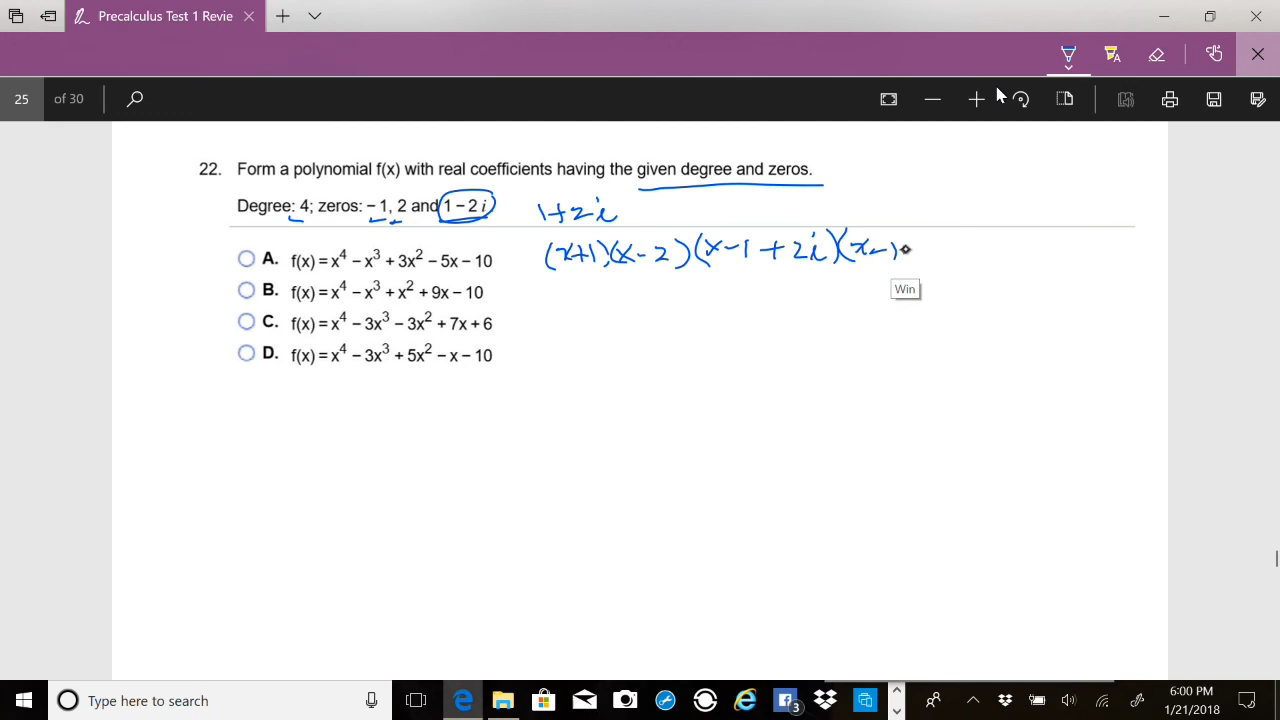 Precalculus Test 1 Revie
25 of 30
22. Form a polynomial f(x) with real coefficients having the given degree and zeros.
Degree: 4; zeros: − 1, 2 and 1 − 2 i
1+2i
(x+1)(x-2)(x-1+2i)(x-1
Win
A. f(x) = x⁴ − x³ + 3x² − 5x − 10
B. f(x) = x⁴ − x³ + x² + 9x − 10
C. f(x) = x⁴ − 3x³ − 3x² + 7x + 6
D. f(x) = x⁴ − 3x³ + 5x² − x − 10
Type here to search
3
6:00 PM
1/21/2018